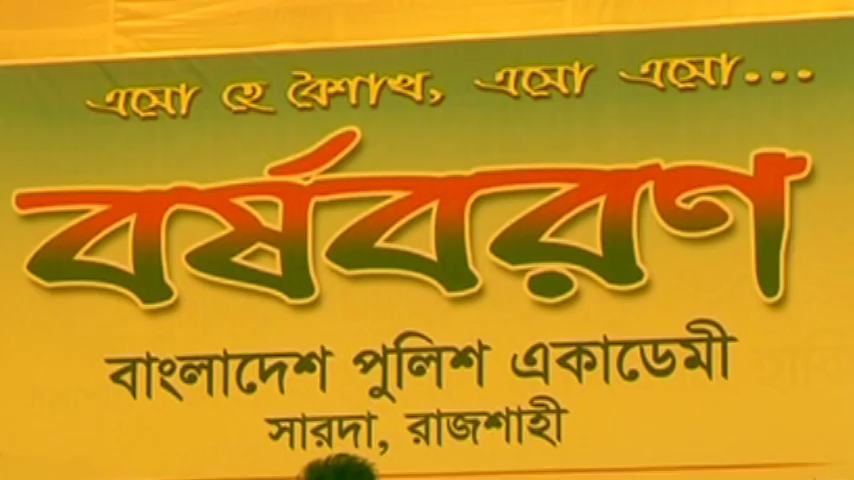 এসো হে বৈশাখ, এসো এসো...
বর্ষবরণ
বাংলাদেশ পুলিশ একাডেমী
সারদা, রাজশাহী